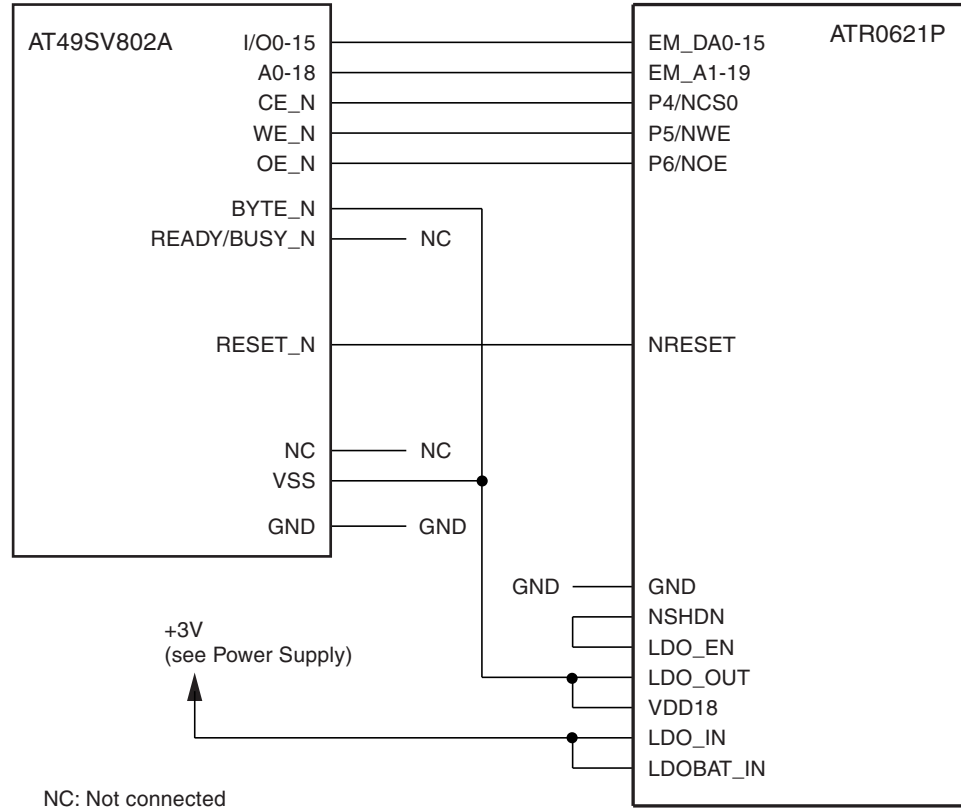 AT49SV802A
I/O0-15
A0-18
CE_N
WE_N
OE_N
BYTE_N
READY/BUSY_N
NC
RESET_N
NC
NC
VSS
GND
GND
ATR0621P
EM_DA0-15
EM_A1-19
P4/NCS0
P5/NWE
P6/NOE
NRESET
GND
GND
NSHDN
LDO_EN
LDO_OUT
VDD18
LDO_IN
LDOBAT_IN
+3V
(see Power Supply)
NC: Not connected